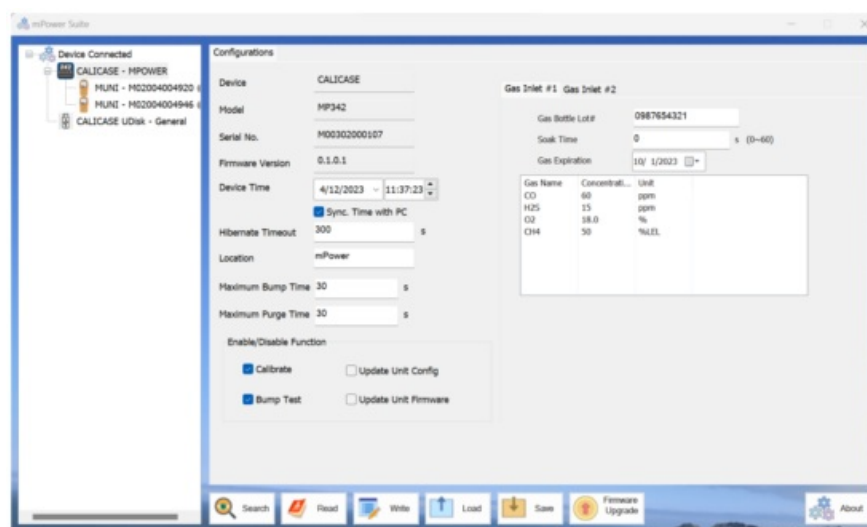 mPower Suite
Device Connected
CALICASE - MPOWER
MUNI - M02004004920
MUNI - M02004004946
CALICASE UDisk - General
Configurations
Device CALICASE
Model MP342
Serial No. M00302000107
Firmware Version 0.1.0.1
Device Time 4/12/2023 11:37:23
Sync. Time with PC
Hibernate Timeout 300 s
Location mPower
Maximum Bump Time 30 s
Maximum Purge Time 30 s
Enable/Disable Function
Calibrate Update Unit Config
Bump Test Update Unit Firmware
Gas Inlet #1 Gas Inlet #2
Gas Bottle Lot# 0987654321
Soak Time 0 s (0~60)
Gas Expiration 10/ 1/2023
Gas Name Concentrati... Unit
CO 60 ppm
H2S 15 ppm
O2 18.0 %
CH4 50 %LEL
Search Read Write Load Save Firmware Upgrade About